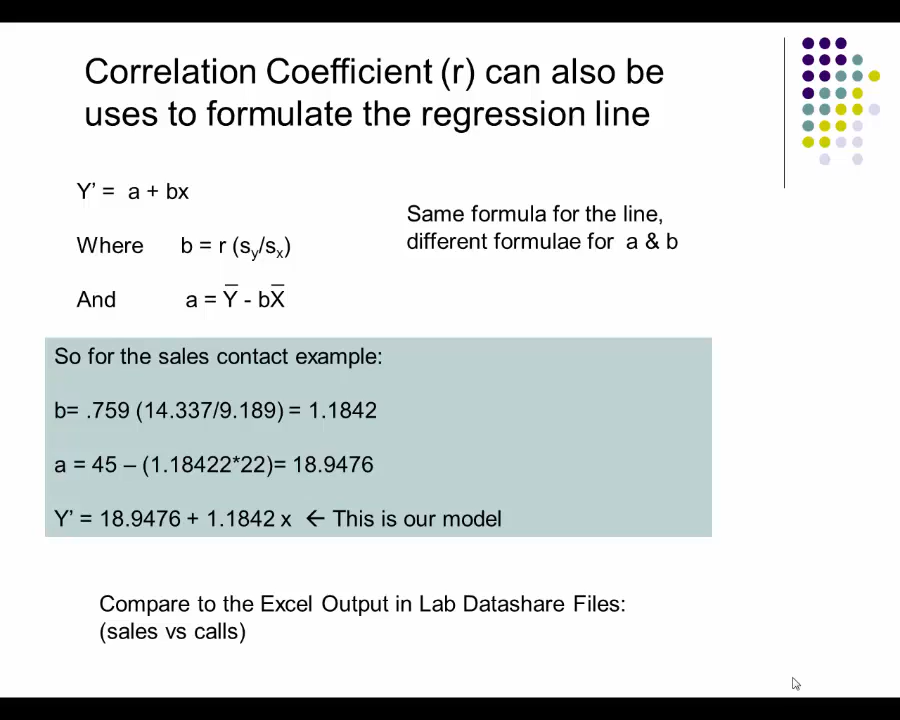 Correlation Coefficient (r) can also be
uses to formulate the regression line
Y’ = a + bx
Same formula for the line,
different formulae for a & b
Where b = r (sy/sx)
And a = Y̅ - bX̅
So for the sales contact example:
b= .759 (14.337/9.189) = 1.1842
a = 45 – (1.18422*22)= 18.9476
Y’ = 18.9476 + 1.1842 x ← This is our model
Compare to the Excel Output in Lab Datashare Files:
(sales vs calls)